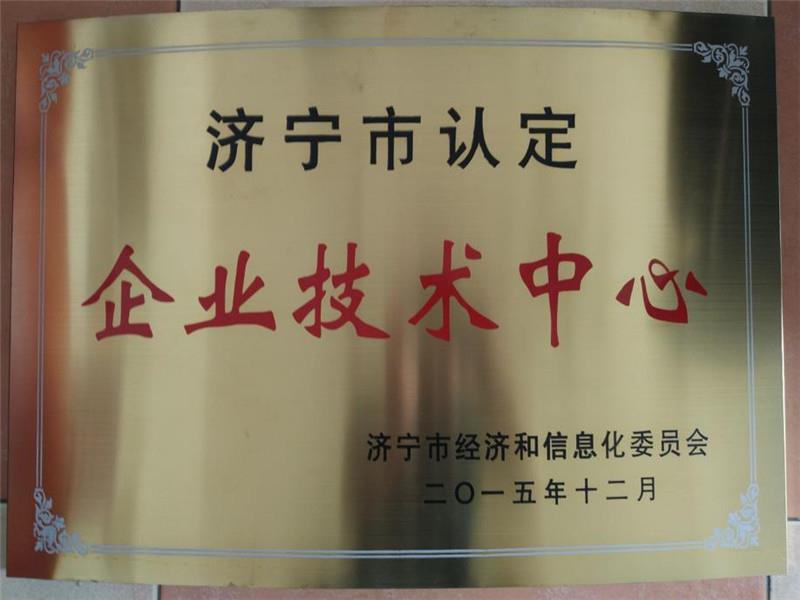 济宁市认定
企业技术中心
济宁市经济和信息化委员会
二〇一五年十二月